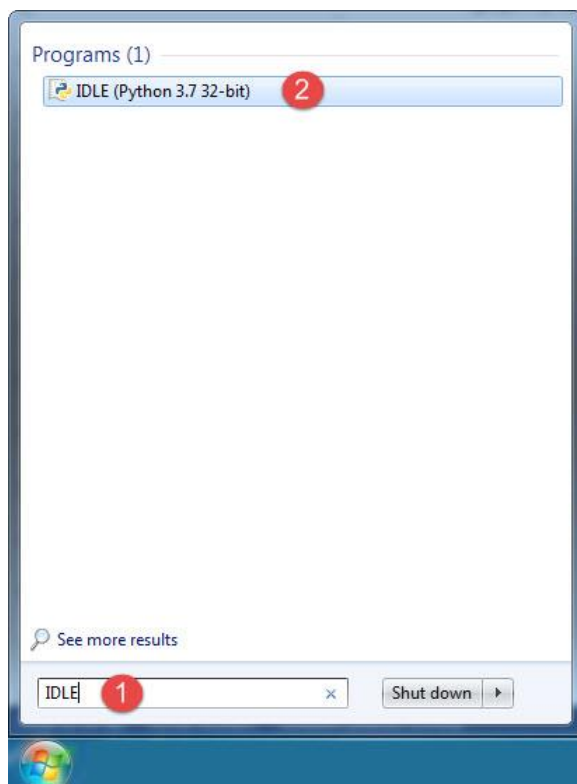 Programs (1)
IDLE (Python 3.7 32-bit) 2
See more results
IDLE 1 × Shut down